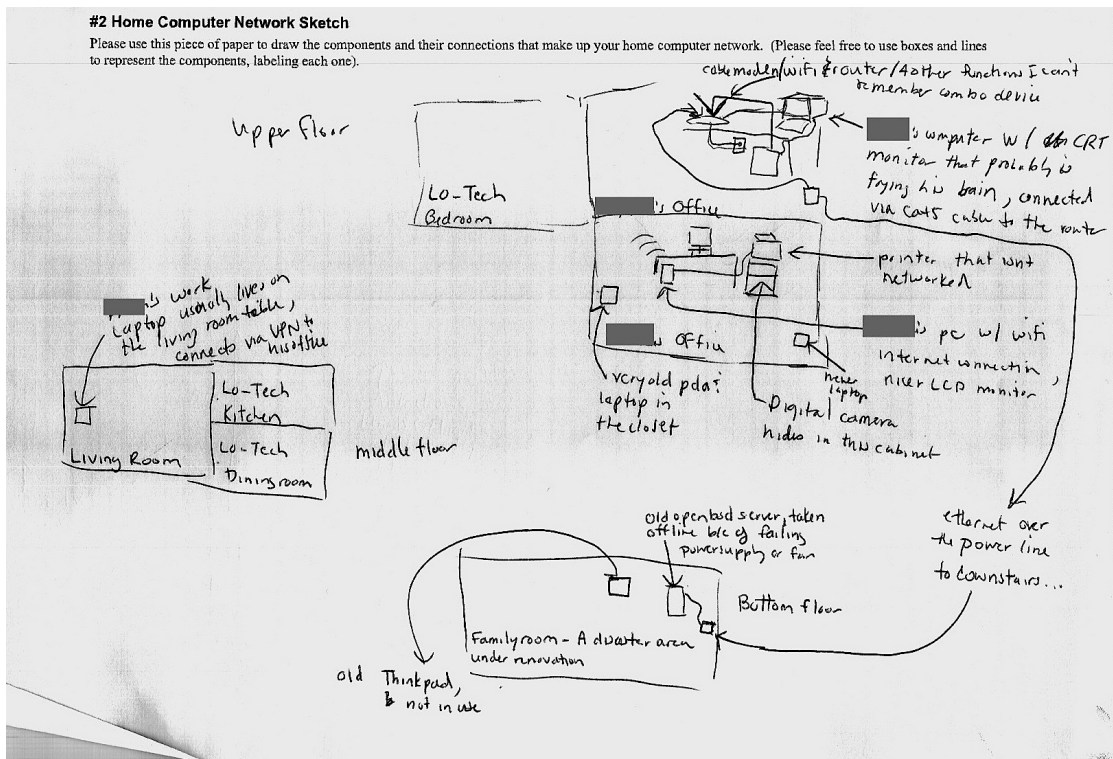 #2 Home Computer Network Sketch
Please use this piece of paper to draw the components and their connections that make up your home computer network. (Please feel free to use boxes and lines
to represent the components, labeling each one).
cable modem/wifi & router/4 other functions I can't
remember combo device
Upper floor
's computer w/ CRT
monitor that probably is
frying his brain, connected
via cat5 cable to the router
Lo-Tech
Bedroom
's Office
printer that isn't
networked
's work
laptop usually lives on
the living room table,
connects via VPN to
his office
's pc w/ wifi
internet connection,
nicer LCD monitor
s Office
very old pda &
laptop in
the closet
newer
laptop
Digital camera
hides in this cabinet
Lo-Tech
Kitchen
Living Room
Lo-Tech
Diningroom
middle floor
ethernet over
the power line
to downstairs...
old openbsd server, taken
offline b/c of failing
powersupply or fan
Bottom floor
Familyroom - A disaster area
under renovation
old Thinkpad,
not in use